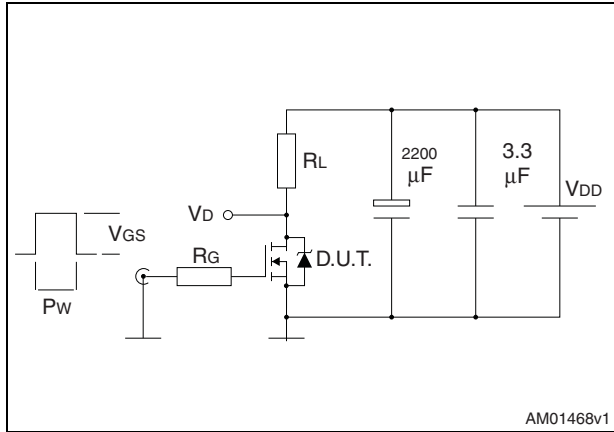 RL
2200
μF
3.3
μF
VDD
VD
VGS
RG
D.U.T.
PW
AM01468v1